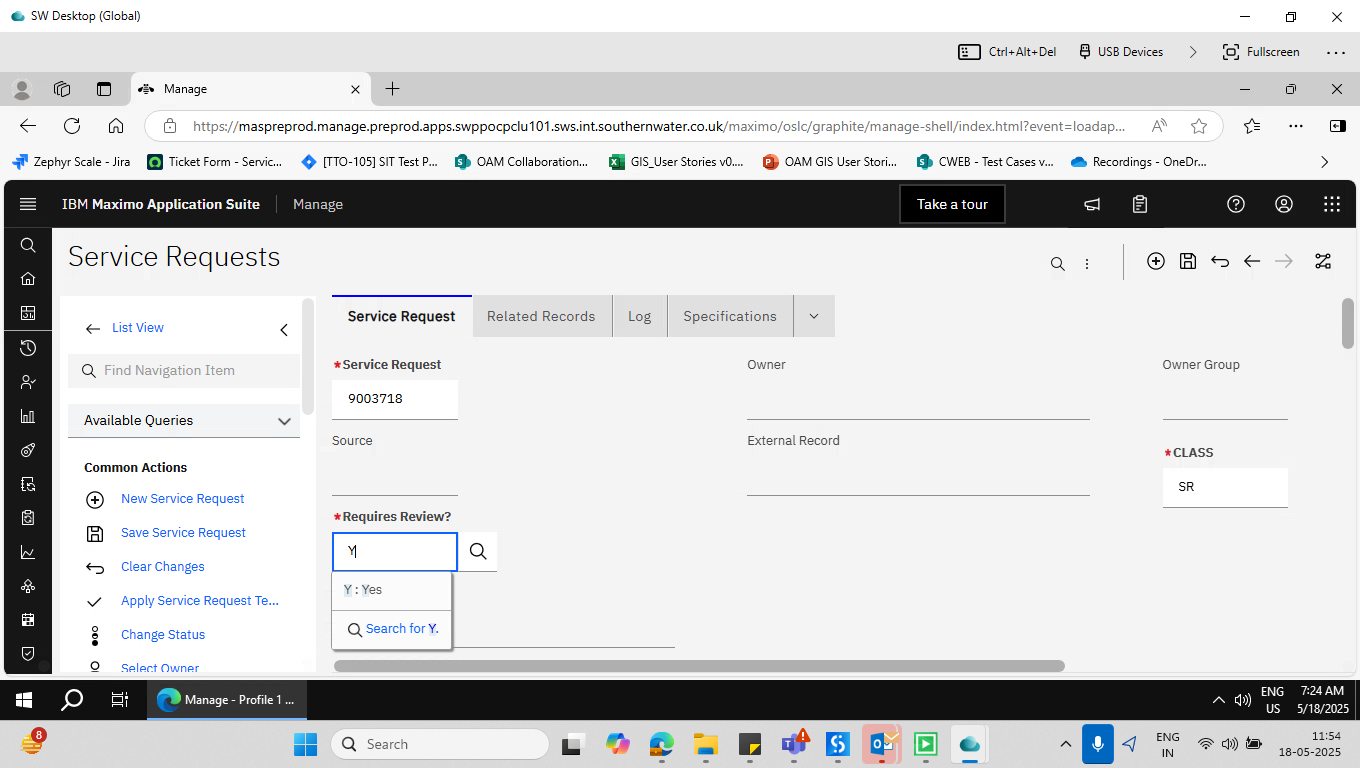 SW Desktop (Global)
Ctrl+Alt+Del
USB Devices
Fullscreen
Manage
https://maspreprod.manage.preprod.apps.swppocpclu101.sws.int.southernwater.co.uk/maximo/oslc/graphite/manage-shell/index.html?event=loadap...
Zephyr Scale - Jira
Ticket Form - Servic...
[TTO-105] SIT Test P...
OAM Collaboration...
GIS_User Stories v0....
OAM GIS User Stori...
CWEB - Test Cases v...
Recordings - OneDr...
IBM Maximo Application Suite
Manage
Take a tour
Service Requests
List View
Find Navigation Item
Available Queries
Common Actions
New Service Request
Save Service Request
Clear Changes
Apply Service Request Te...
Change Status
Select Owner
Service Request
Related Records
Log
Specifications
*Service Request
9003718
Owner
Owner Group
Source
External Record
*CLASS
SR
*Requires Review?
Y
Y : Yes
Search for Y.
Manage - Profile 1 ...
ENG
US
7:24 AM
5/18/2025
8
Search
ENG
IN
11:54
18-05-2025